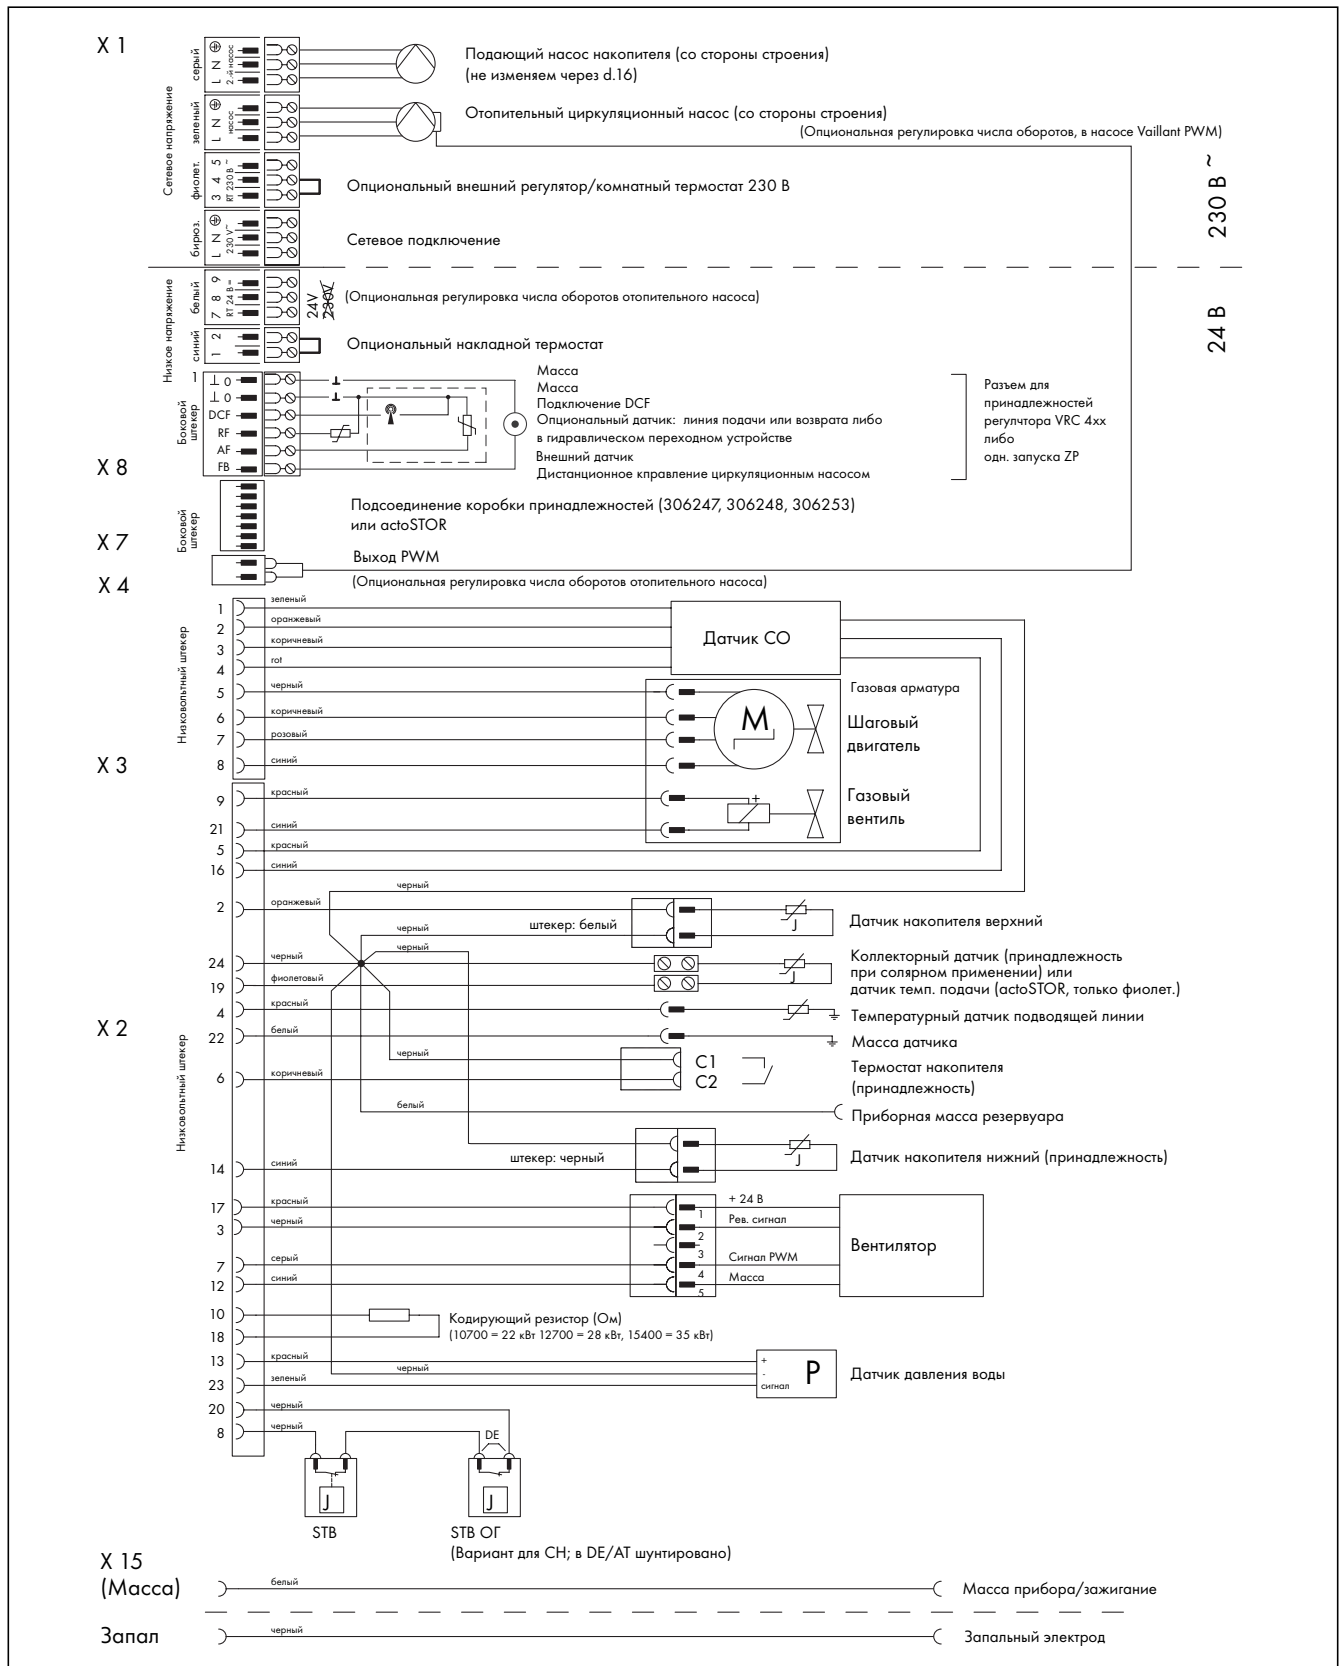 X 1
Сетевое напряжение
серый
L N
2.-й насос
Подающий насос накопителя (со стороны строения)
(не изменяем через d.16)
зеленый
L N
насос
Отопительный циркуляционный насос (со стороны строения)
(Опциональная регулировка числа оборотов, в насосе Vaillant PWM)
фиолет.
3 4 5
RT 230 В ~
Опциональный внешний регулятор/комнатный термостат 230 В
230 В ~
бирюз.
L N
230 V~
Сетевое подключение
Низкое напряжение
белый
7 8 9
RT 24 В =
24V
230V
(Опциональная регулировка числа оборотов отопительного насоса)
24 В
синий
1 2
Опциональный накладной термостат
Боковой
штекер
1
0
0
DCF
RF
AF
FB
Масса
Масса
Подключение DCF
Опциональный датчик: линия подачи или возврата либо
в гидравлическом переходном устройстве
Внешний датчик
Дистанционное кправление циркуляционным насосом
Разъем для
принадлежностей
регулчтора VRC 4xx
либо
одн. запуска ZP
X 8
Боковой
штекер
Подсоединение коробки принадлежностей (306247, 306248, 306253)
или actoSTOR
X 7
Выход PWM
(Опциональная регулировка числа оборотов отопительного насоса)
X 4
Низковольтный штекер
1 зеленый
2 оранжевый
3 коричневый
4 rot
Датчик CO
5 черный
6 коричневый
7 розовый
8 синий
M
Газовая арматура
Шаговый
двигатель
X 3
9 красный
21 синий
+
Газовый
вентиль
5 красный
16 синий
черный
2 оранжевый
черный
штекер: белый
J
Датчик накопителя верхний
черный
24 черный
19 фиолетовый
J
Коллекторный датчик (принадлежность
при солярном применении) или
датчик темп. подачи (actoSTOR, только фиолет.)
4 красный
Температурный датчик подводящей линии
X 2
22 белый
Масса датчика
Низковольтный штекер
черный
6 коричневый
C1
C2
Термостат накопителя
(принадлежность)
белый
Приборная масса резервуара
14 синий
штекер: черный
J
Датчик накопителя нижний (принадлежность)
17 красный
3 черный
7 серый
12 синий
1
2
3
4
5
+ 24 В
Рев. сигнал
Сигнал PWM
Масса
Вентилятор
10
18
Кодирующий резистор (Ом)
(10700 = 22 кВт 12700 = 28 кВт, 15400 = 35 кВт)
13 красный
черный
23 зеленый
+
-
сигнал
P
Датчик давления воды
20 черный
8 черный
DE
J
J
STB
STB ОГ
(Вариант для CH; в DE/AT шунтировано)
X 15
(Масса)
белый
Масса прибора/зажигание
Запал
черный
Запальный электрод